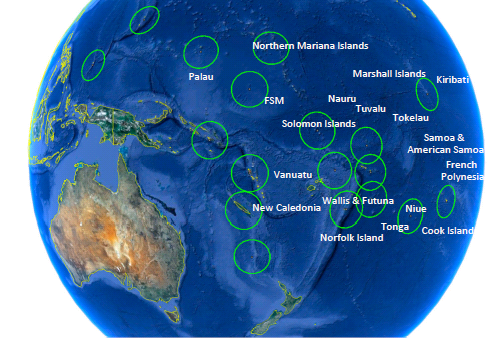 Northern Mariana Islands
Palau
Marshall Islands
Kiribati
FSM
Nauru
Tuvalu
Tokelau
Solomon Islands
Samoa &
American Samoa
French
Polynesia
Vanuatu
Wallis & Futuna
New Caledonia
Niue
Tonga
Cook Island
Norfolk Island